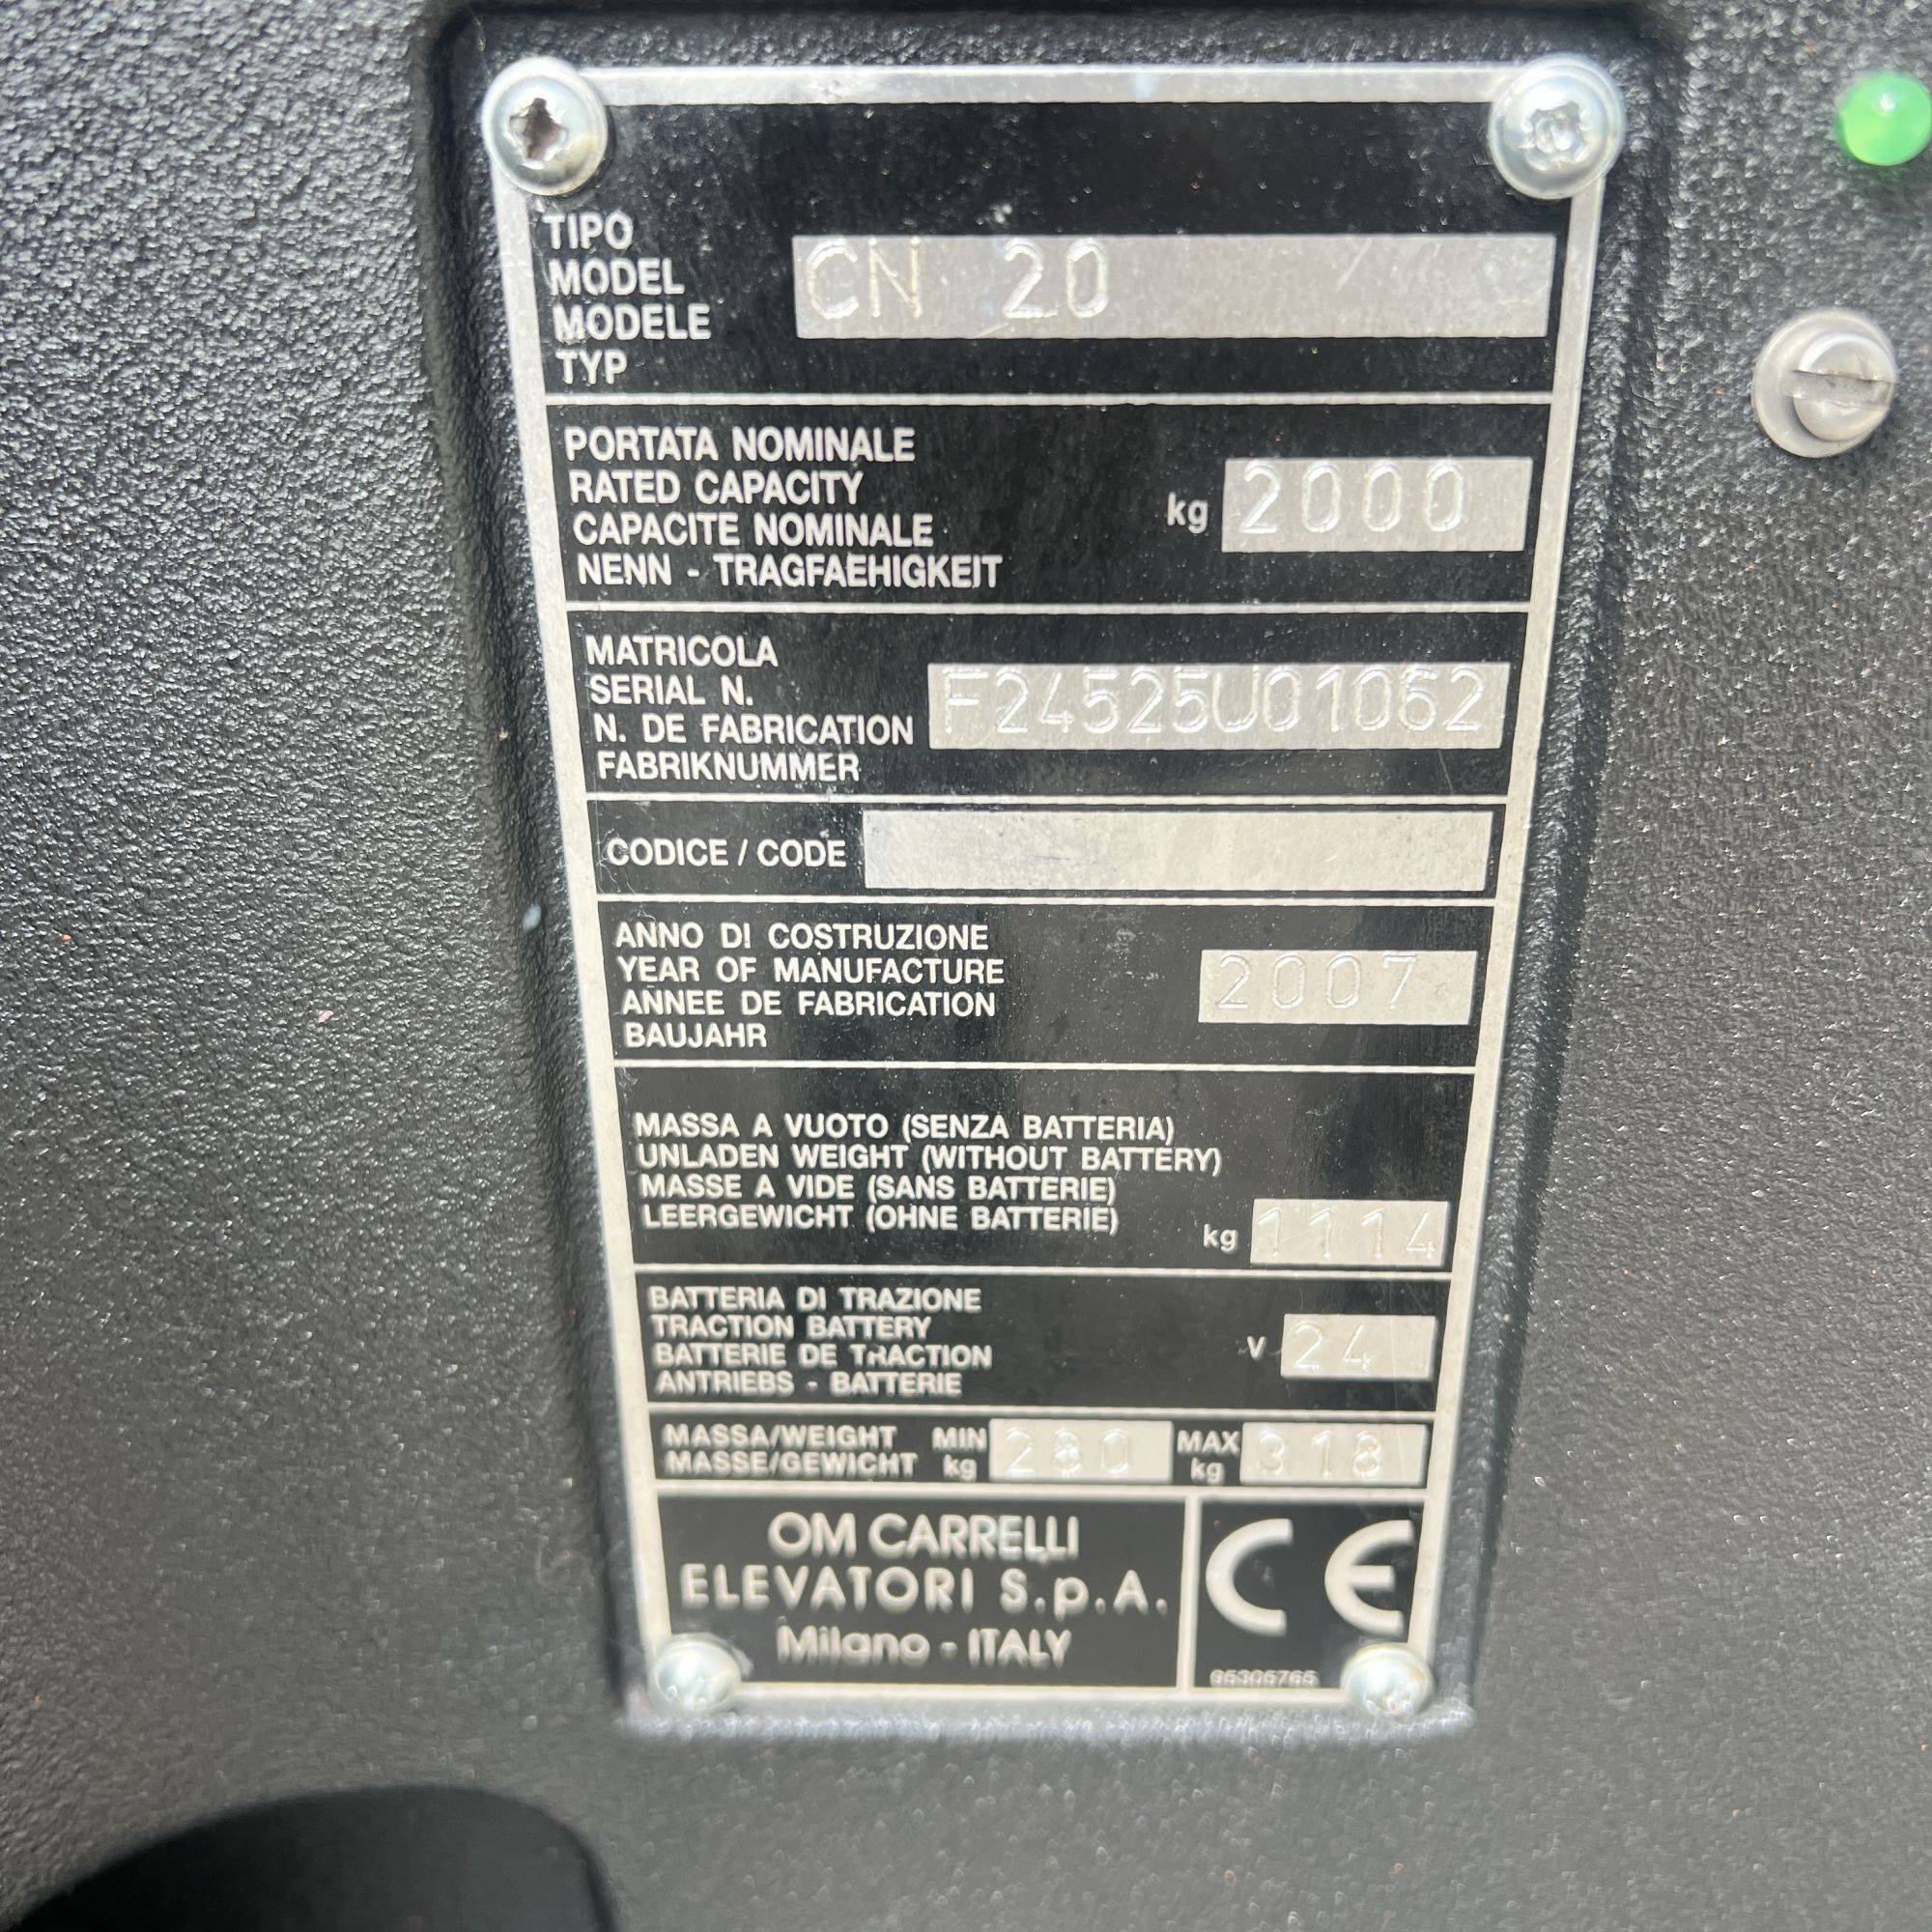 TIPO
MODEL
MODELE
TYP
CN 20
PORTATA NOMINALE
RATED CAPACITY
CAPACITE NOMINALE
NENN - TRAGFAEHIGKEIT
kg 2000
MATRICOLA
SERIAL N.
N. DE FABRICATION
FABRIKNUMMER
F24525U01062
CODICE / CODE
ANNO DI COSTRUZIONE
YEAR OF MANUFACTURE
ANNEE DE FABRICATION
BAUJAHR
2007
MASSA A VUOTO (SENZA BATTERIA)
UNLADEN WEIGHT (WITHOUT BATTERY)
MASSE A VIDE (SANS BATTERIE)
LEERGEWICHT (OHNE BATTERIE)
kg 1114
BATTERIA DI TRAZIONE
TRACTION BATTERY
BATTERIE DE TRACTION
ANTRIEBS - BATTERIE
V 24
MASSA/WEIGHT
MASSE/GEWICHT
MIN kg 280
MAX kg 318
OM CARRELLI
ELEVATORI S.p.A.
Milano - ITALY
CE
95305765